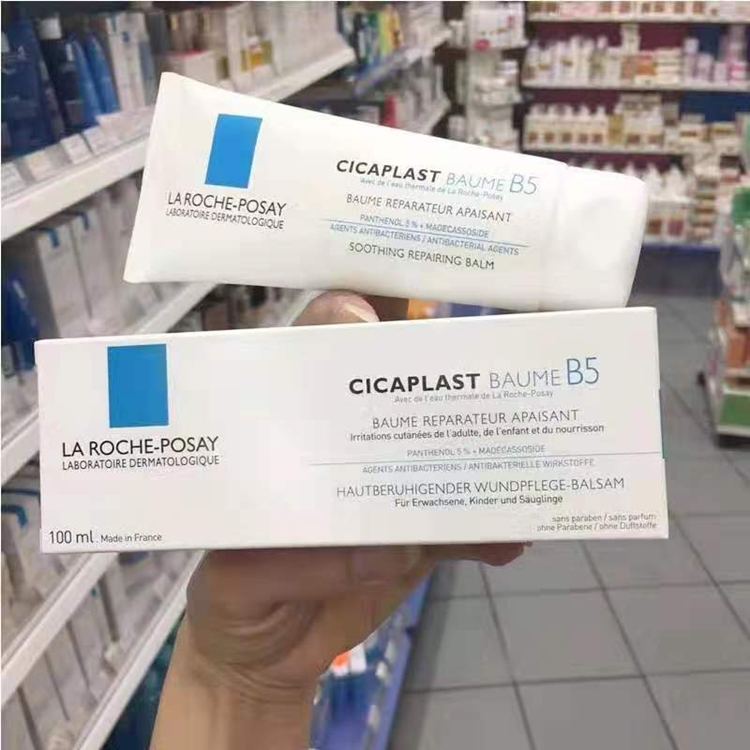 LA ROCHE-POSAY
LABORATOIRE DERMATOLOGIQUE
CICAPLAST BAUME B5
Avec de l'eau thermale de La Roche-Posay
BAUME REPARATEUR APAISANT
PANTHENOL 5% + MADECASSOSIDE
AGENTS ANTIBACTERIENS / ANTIBACTERIAL AGENTS
SOOTHING REPAIRING BALM
LA ROCHE-POSAY
LABORATOIRE DERMATOLOGIQUE
100 ml. Made in France
CICAPLAST BAUME B5
Avec de l'eau thermale de La Roche-Posay
BAUME REPARATEUR APAISANT
Irritations cutanées de l'adulte, de l'enfant et du nourrisson
PANTHENOL 5% + MADECASSOSIDE
AGENTS ANTIBACTERIENS / ANTIBAKTERIELLE WIRKSTOFFE
HAUTBERUHIGENDER WUNDPFLEGE-BALSAM
Für Erwachsene, Kinder und Säuglinge
sans paraben / sans parfum
ohne Parabene / ohne Duftstoffe